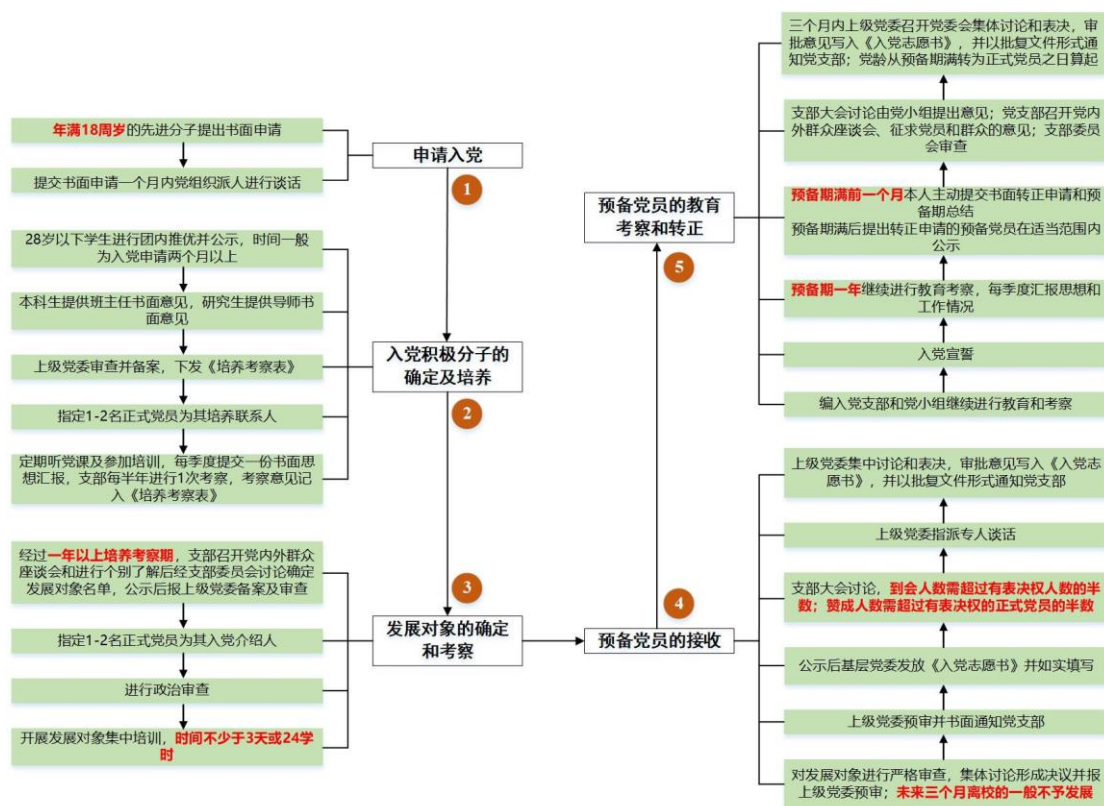 申请入党
1
年满18周岁的先进分子提出书面申请
提交书面申请一个月内党组织派人进行谈话
入党积极分子的
确定及培养
2
28岁以下学生进行团内推优并公示，时间一般
为入党申请两个月以上
本科生提供班主任书面意见，研究生提供导师书
面意见
上级党委审查并备案，下发《培养考察表》
指定1-2名正式党员为其培养联系人
定期听党课及参加培训，每季度提交一份书面思
想汇报，支部每半年进行1次考察，考察意见记
入《培养考察表》
3
发展对象的确定
和考察
经过一年以上培养考察期，支部召开党内外群众
座谈会和进行个别了解后经支部委员会讨论确定
发展对象名单，公示后报上级党委备案及审查
指定1-2名正式党员为其入党介绍人
进行政治审查
开展发展对象集中培训，时间不少于3天或24学
时
4
预备党员的接收
上级党委集中讨论和表决，审批意见写入《入党志
愿书》，并以批复文件形式通知党支部
上级党委指派专人谈话
支部大会讨论，到会人数需超过有表决权人数的半
数；赞成人数需超过有表决权的正式党员的半数
公示后基层党委发放《入党志愿书》并如实填写
上级党委预审并书面通知党支部
对发展对象进行严格审查，集体讨论形成决议并报
上级党委预审；未来三个月离校的一般不予发展
预备党员的教育
考察和转正
5
三个月内上级党委召开党委会集体讨论和表决，审
批意见写入《入党志愿书》，并以批复文件形式通
知党支部；党龄从预备期满转为正式党员之日算起
支部大会讨论由党小组提出意见；党支部召开党内
外群众座谈会、征求党员和群众的意见；支部委员
会审查
预备期满前一个月本人主动提交书面转正申请和预
备期总结
预备期满后提出转正申请的预备党员在适当范围内
公示
预备期一年继续进行教育考察，每季度汇报思想和
工作情况
入党宣誓
编入党支部和党小组继续进行教育和考察